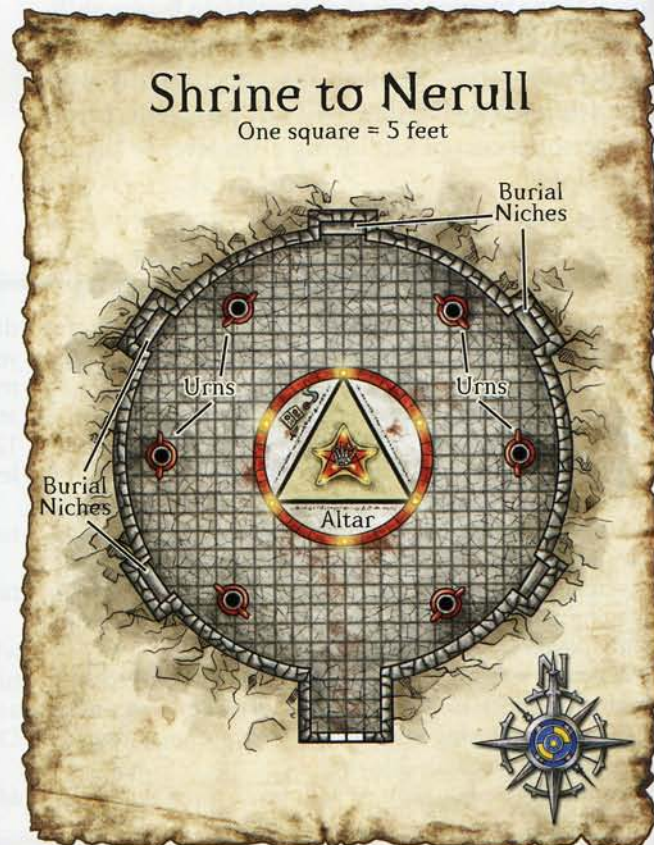 Shrine to Nerull
One square = 5 feet
Burial
Niches
Urns
Urns
Burial
Niches
Altar
N